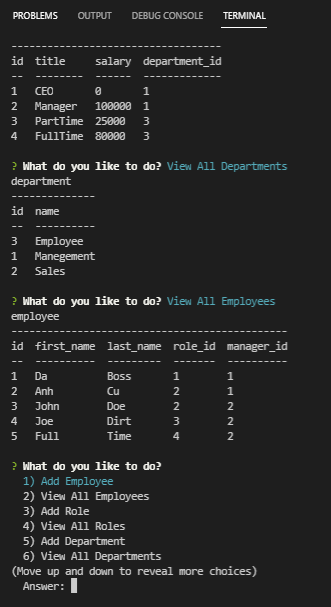 PROBLEMS OUTPUT DEBUG CONSOLE TERMINAL
-----------------------------------
id  title     salary  department_id
--  --------  ------  -------------
1   CEO       0       1
2   Manager   100000  1
3   PartTime  25000   3
4   FullTime  80000   3
? What do you like to do? View All Departments
department
--------------
id  name
--  ----------
3   Employee
1   Manegement
2   Sales
? What do you like to do? View All Employees
employee
----------------------------------------------
id  first_name  last_name  role_id  manager_id
--  ----------  ---------  -------  ----------
1   Da          Boss       1        1
2   Anh         Cu         2        1
3   John        Doe        2        2
4   Joe         Dirt       3        2
5   Full        Time       4        2
? What do you like to do?
1) Add Employee
2) View All Employees
3) Add Role
4) View All Roles
5) Add Department
6) View All Departments
(Move up and down to reveal more choices)
Answer: